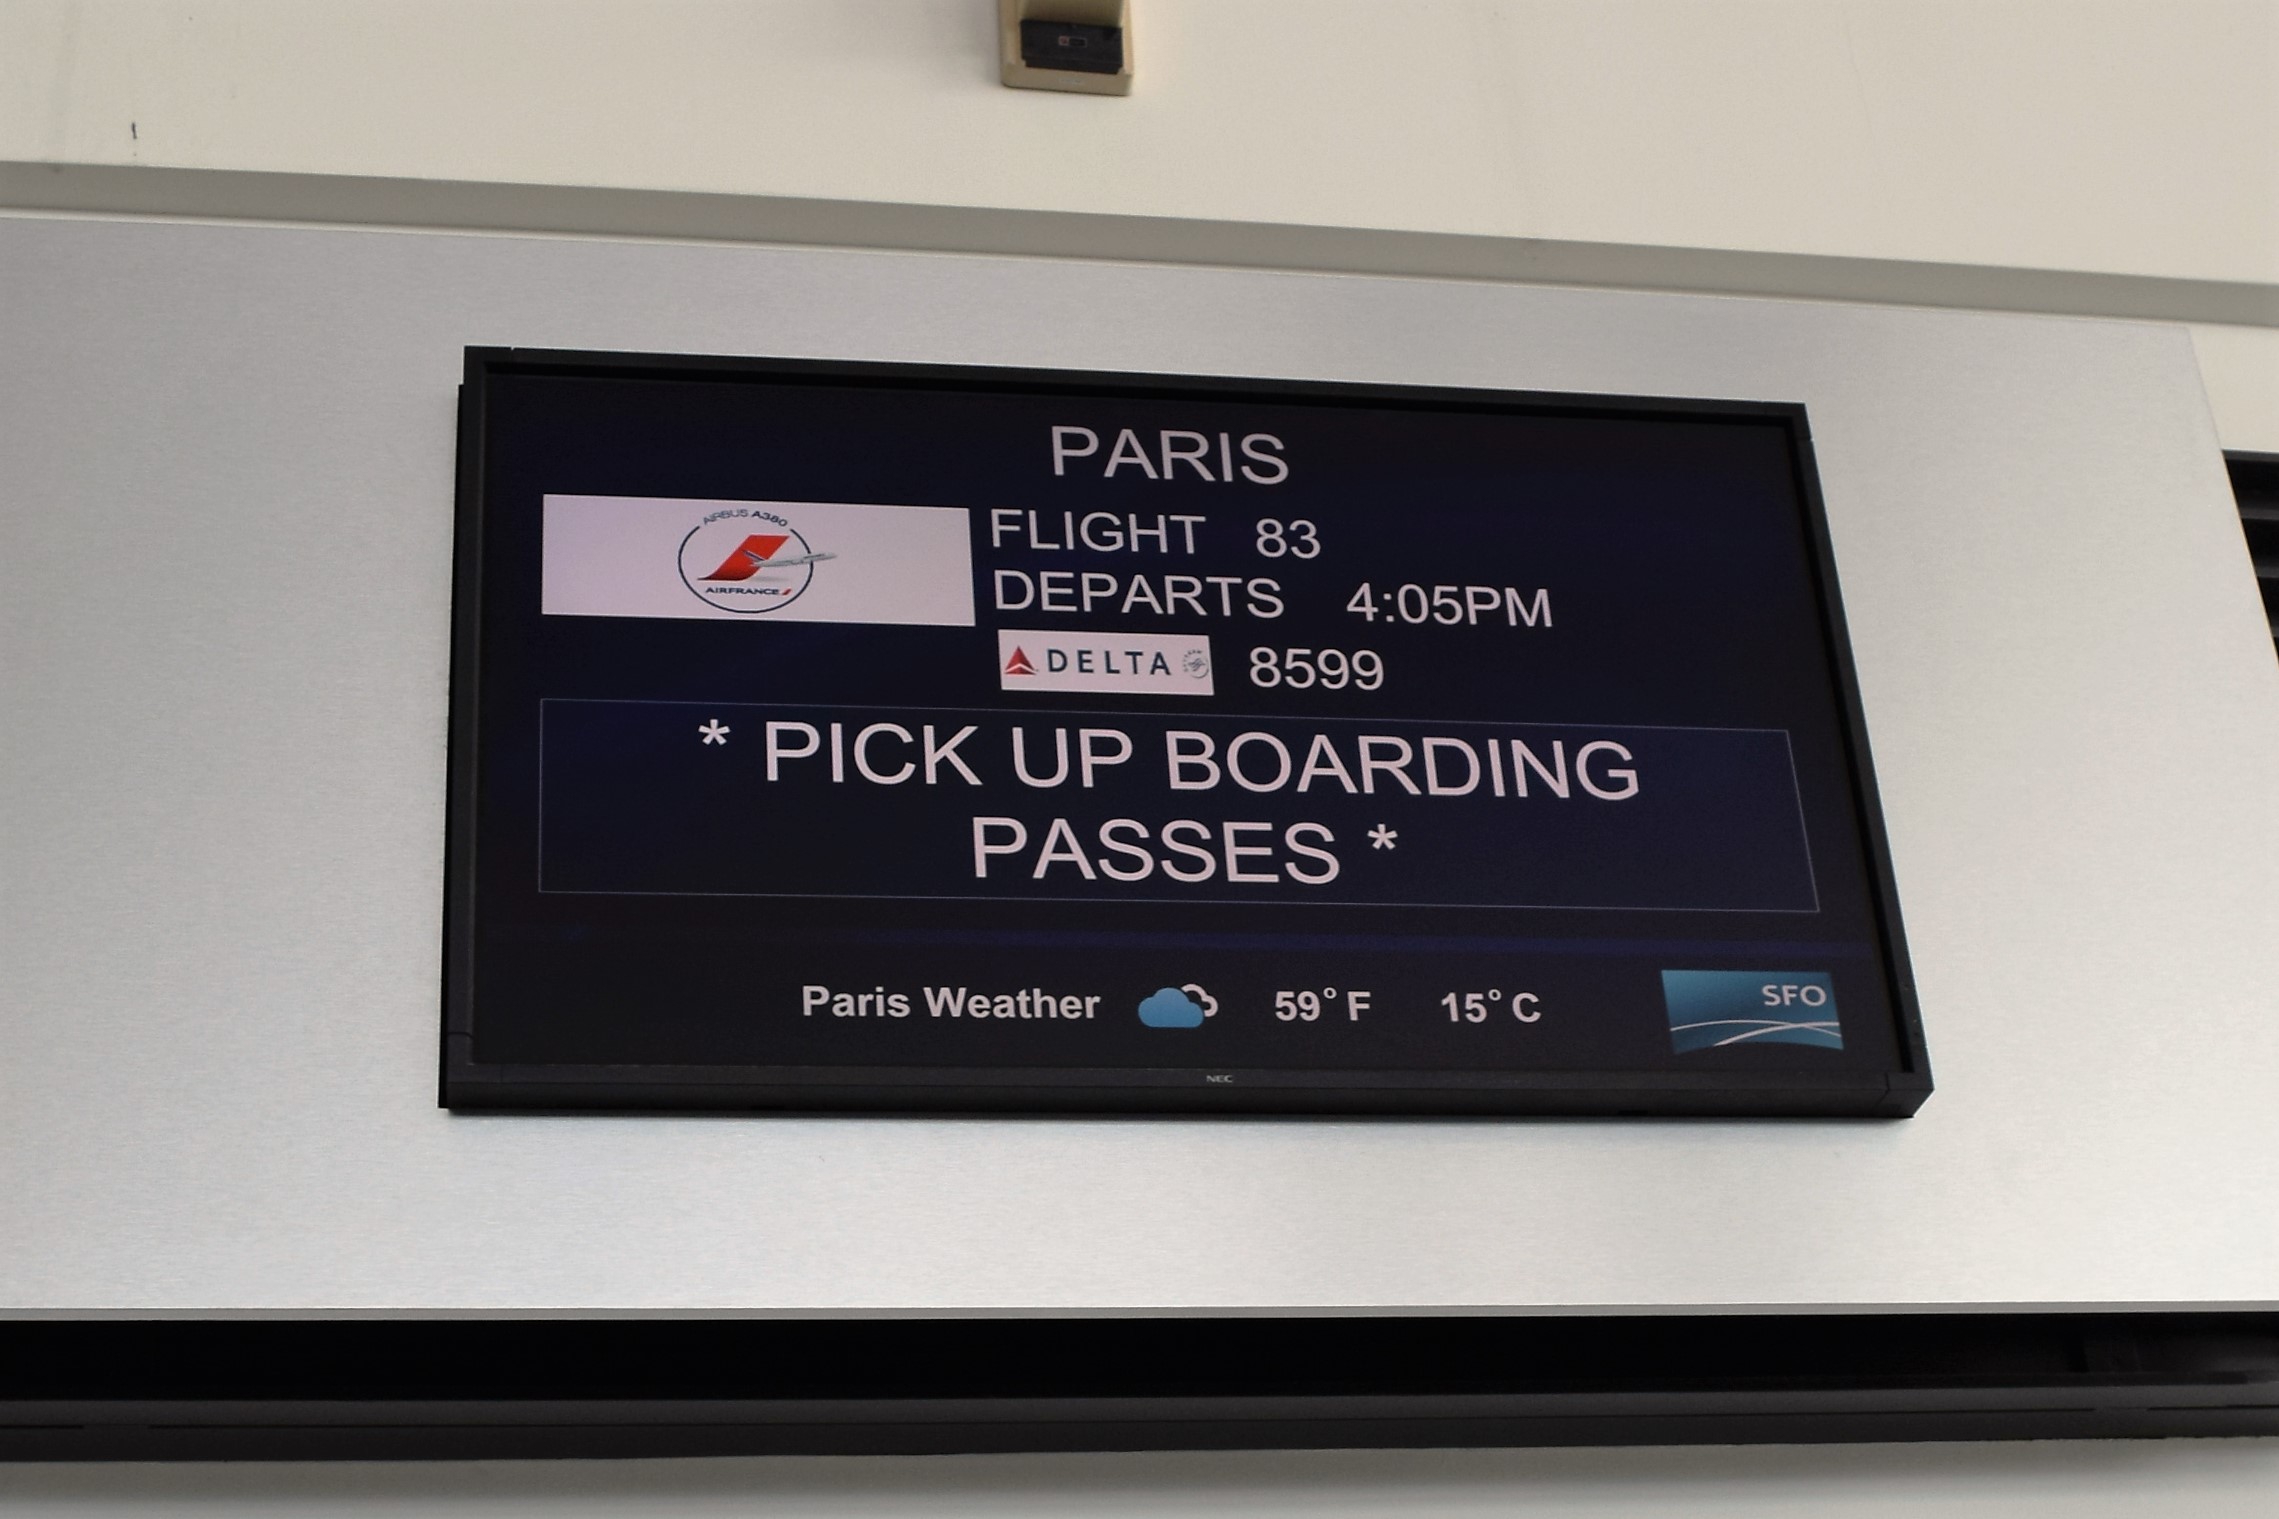 PARIS
AIRBUS A380
AIRFRANCE
FLIGHT 83
DEPARTS 4:05PM
DELTA 8599
* PICK UP BOARDING
PASSES *
Paris Weather 59° F 15° C
SFO
NEC